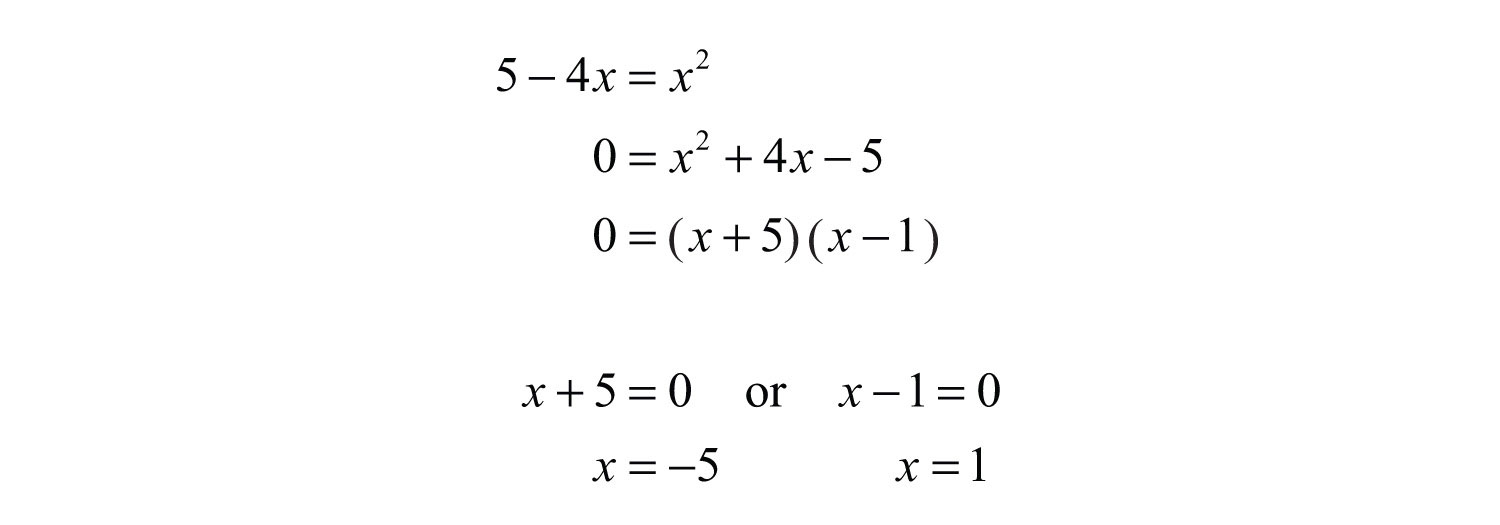 5 − 4x = x²
0 = x² + 4x − 5
0 = (x + 5)(x − 1)
x + 5 = 0 or x − 1 = 0
x = −5 x = 1